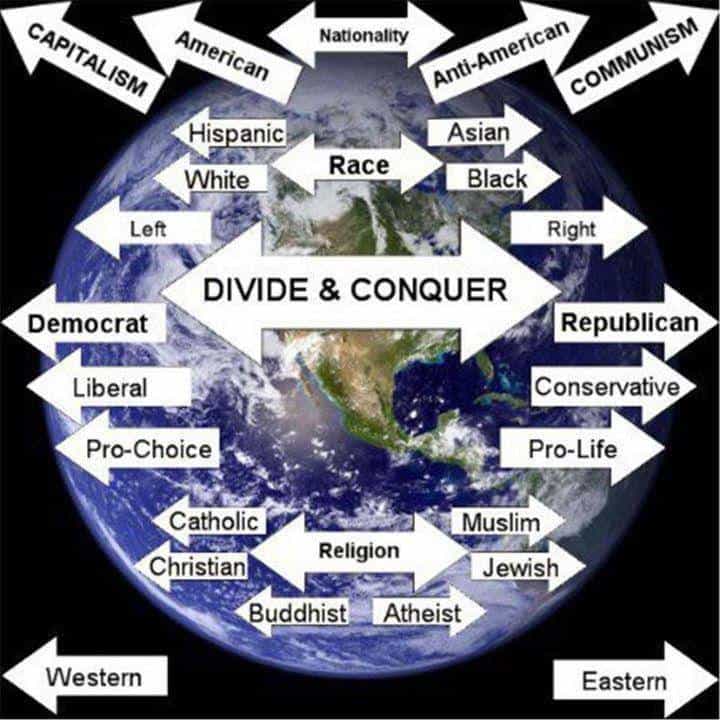 CAPITALISM
American
Nationality
Anti-American
COMMUNISM
Hispanic
Asian
White
Race
Black
Left
Right
DIVIDE & CONQUER
Democrat
Republican
Liberal
Conservative
Pro-Choice
Pro-Life
Catholic
Muslim
Religion
Christian
Jewish
Buddhist
Atheist
Western
Eastern